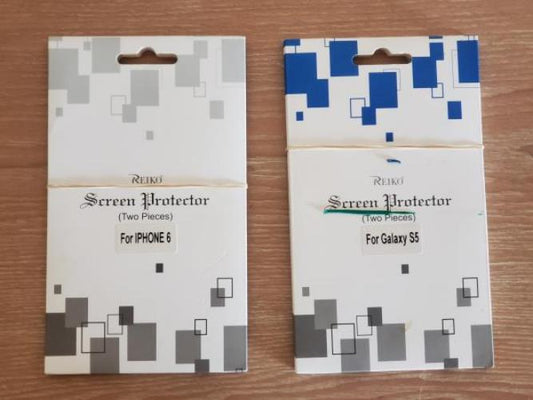 REIKO
Screen Protector
(Two Pieces)
For IPHONE 6
REIKO
Screen Protector
(Two Pieces)
For Galaxy S5